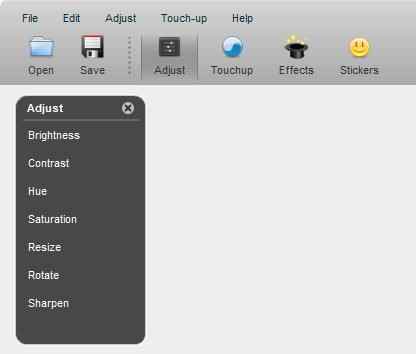 File Edit Adjust Touch-up Help
Open Save Adjust Touchup Effects Stickers
Adjust
Brightness
Contrast
Hue
Saturation
Resize
Rotate
Sharpen